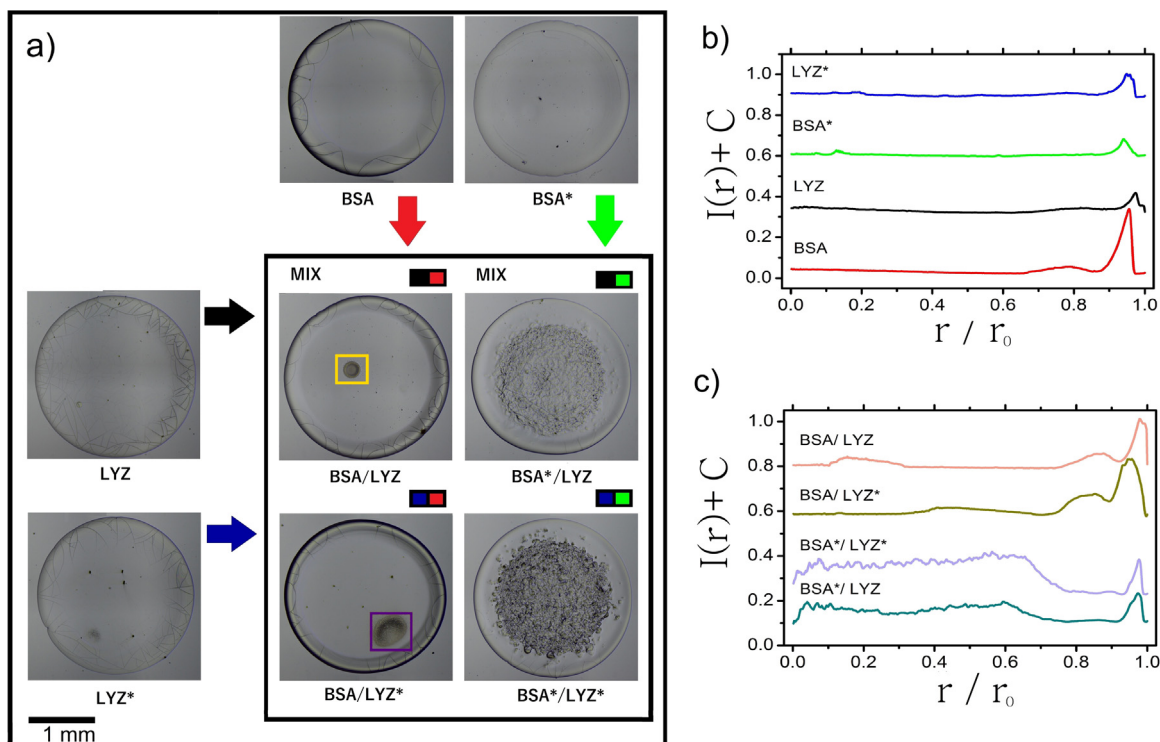 a)
BSA
BSA*
MIX
MIX
LYZ
BSA/LYZ
BSA*/LYZ
LYZ*
BSA/LYZ*
BSA*/LYZ*
1 mm
b)
I(r)+ C
1.0
0.8
0.6
0.4
0.2
0.0
LYZ*
BSA*
LYZ
BSA
0.0 0.2 0.4 0.6 0.8 1.0
r / r₀
c)
I(r)+ C
1.0
0.8
0.6
0.4
0.2
0.0
BSA/ LYZ
BSA/ LYZ*
BSA*/ LYZ*
BSA*/ LYZ
0.0 0.2 0.4 0.6 0.8 1.0
r / r₀